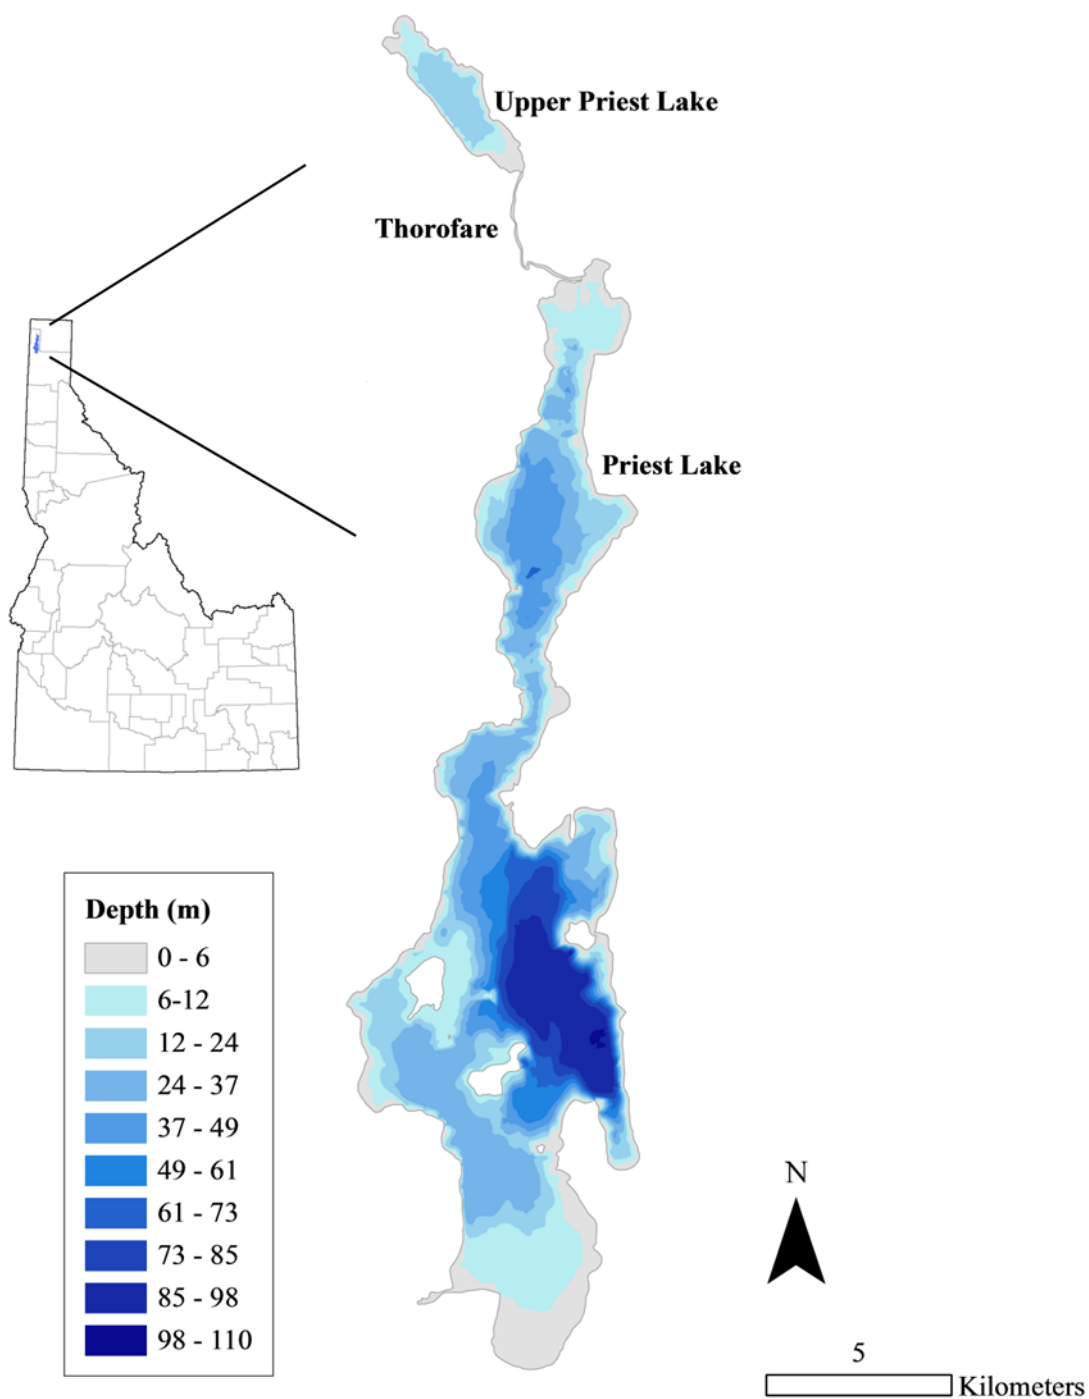 Upper Priest Lake
Thorofare
Priest Lake
Depth (m)
0 - 6
6-12
12 - 24
24 - 37
37 - 49
49 - 61
61 - 73
73 - 85
85 - 98
98 - 110
N
5
Kilometers